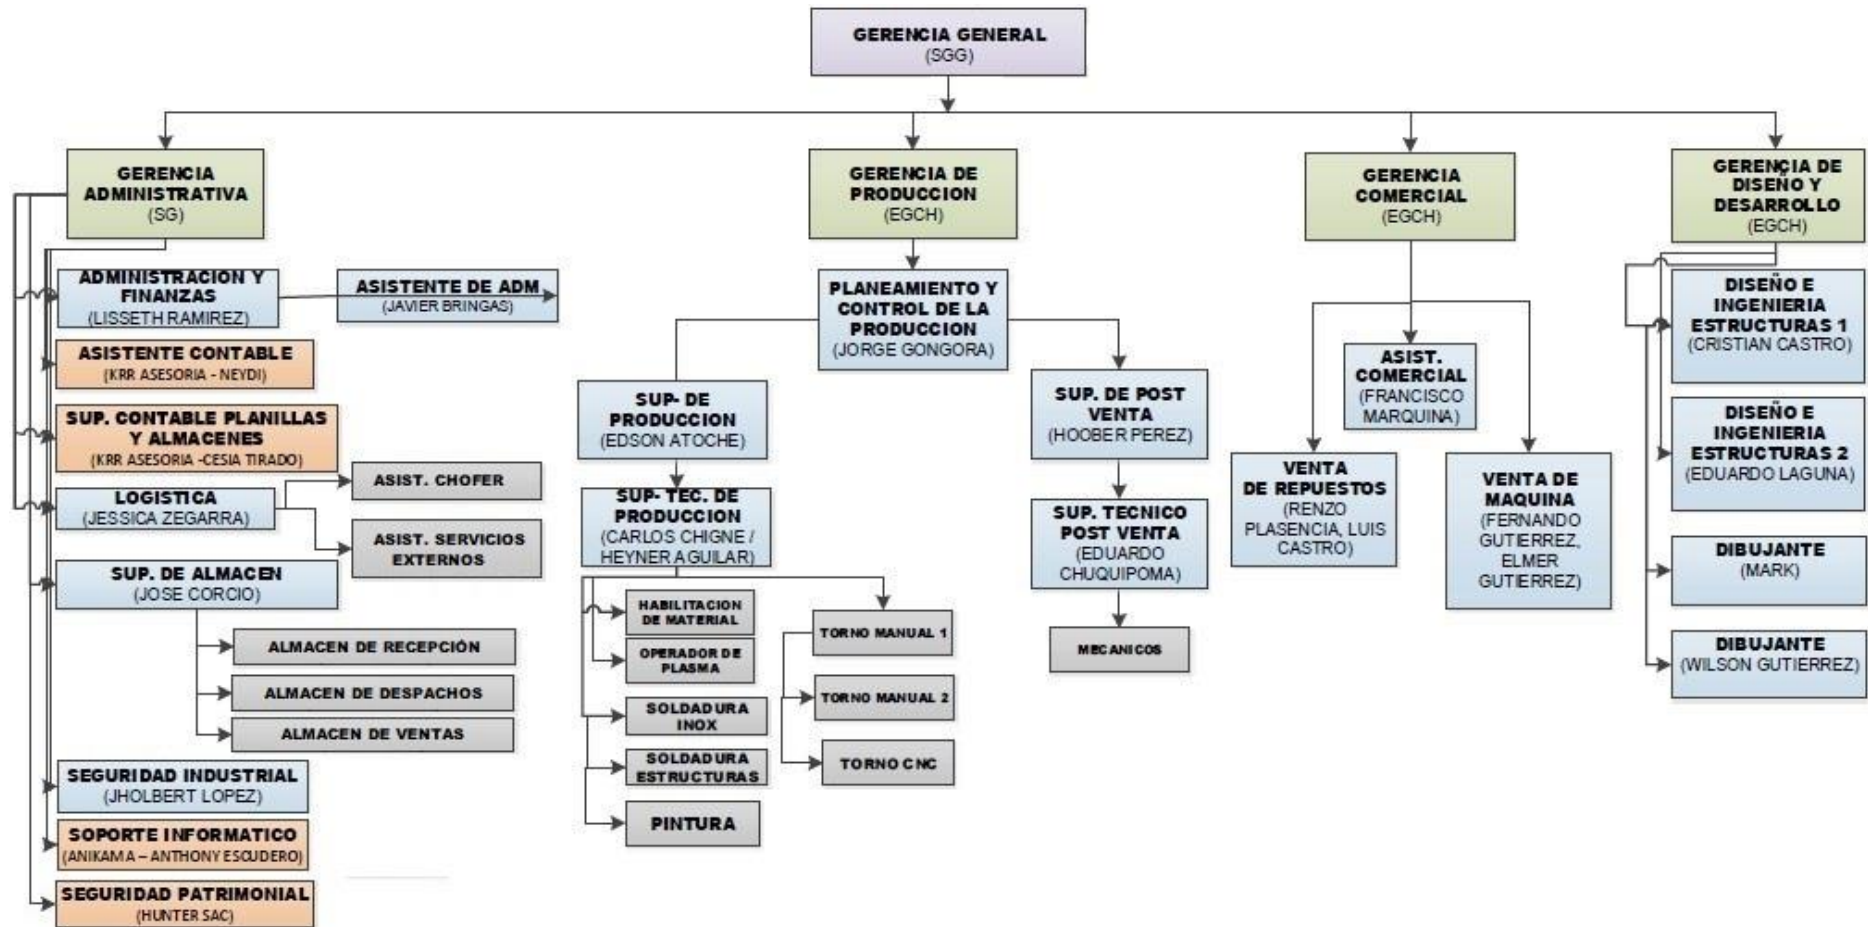 GERENCIA GENERAL
(SGG)
GERENCIA
ADMINISTRATIVA
(SG)
ADMINISTRACION Y
FINANZAS
(LISSETH RAMIREZ)
ASISTENTE DE ADM
(JAVIER BRINGAS)
ASISTENTE CONTABLE
(KRR ASESORIA - NEYDI)
SUP. CONTABLE PLANILLAS
Y ALMACENES
(KRR ASESORIA -CESIA TIRADO)
LOGISTICA
(JESSICA ZEGARRA)
ASIST. CHOFER
ASIST. SERVICIOS
EXTERNOS
SUP. DE ALMACEN
(JOSE CORCIO)
ALMACEN DE RECEPCIÓN
ALMACEN DE DESPACHOS
ALMACEN DE VENTAS
SEGURIDAD INDUSTRIAL
(JHOLBERT LOPEZ)
SOPORTE INFORMATICO
(ANIKAMA – ANTHONY ESCUDERO)
SEGURIDAD PATRIMONIAL
(HUNTER SAC)
GERENCIA DE
PRODUCCION
(EGCH)
PLANEAMIENTO Y
CONTROL DE LA
PRODUCCION
(JORGE GONGORA)
SUP- DE
PRODUCCION
(EDSON ATOCHE)
SUP- TEC. DE
PRODUCCION
(CARLOS CHIGNE /
HEYNER AGUILAR)
HABILITACION
DE MATERIAL
OPERADOR DE
PLASMA
SOLDADURA
INOX
SOLDADURA
ESTRUCTURAS
PINTURA
TORNO MANUAL 1
TORNO MANUAL 2
TORNO CNC
SUP. DE POST
VENTA
(HOOBER PEREZ)
SUP. TECNICO
POST VENTA
(EDUARDO
CHUQUIPOMA)
MECANICOS
GERENCIA
COMERCIAL
(EGCH)
ASIST.
COMERCIAL
(FRANCISCO
MARQUINA)
VENTA
DE REPUESTOS
(RENZO
PLASENCIA, LUIS
CASTRO)
VENTA DE
MAQUINA
(FERNANDO
GUTIERREZ,
ELMER
GUTIERREZ)
GERENCIA DE
DISEÑO Y
DESARROLLO
(EGCH)
DISEÑO E
INGENIERIA
ESTRUCTURAS 1
(CRISTIAN CASTRO)
DISEÑO E
INGENIERIA
ESTRUCTURAS 2
(EDUARDO LAGUNA)
DIBUJANTE
(MARK)
DIBUJANTE
(WILSON GUTIERREZ)